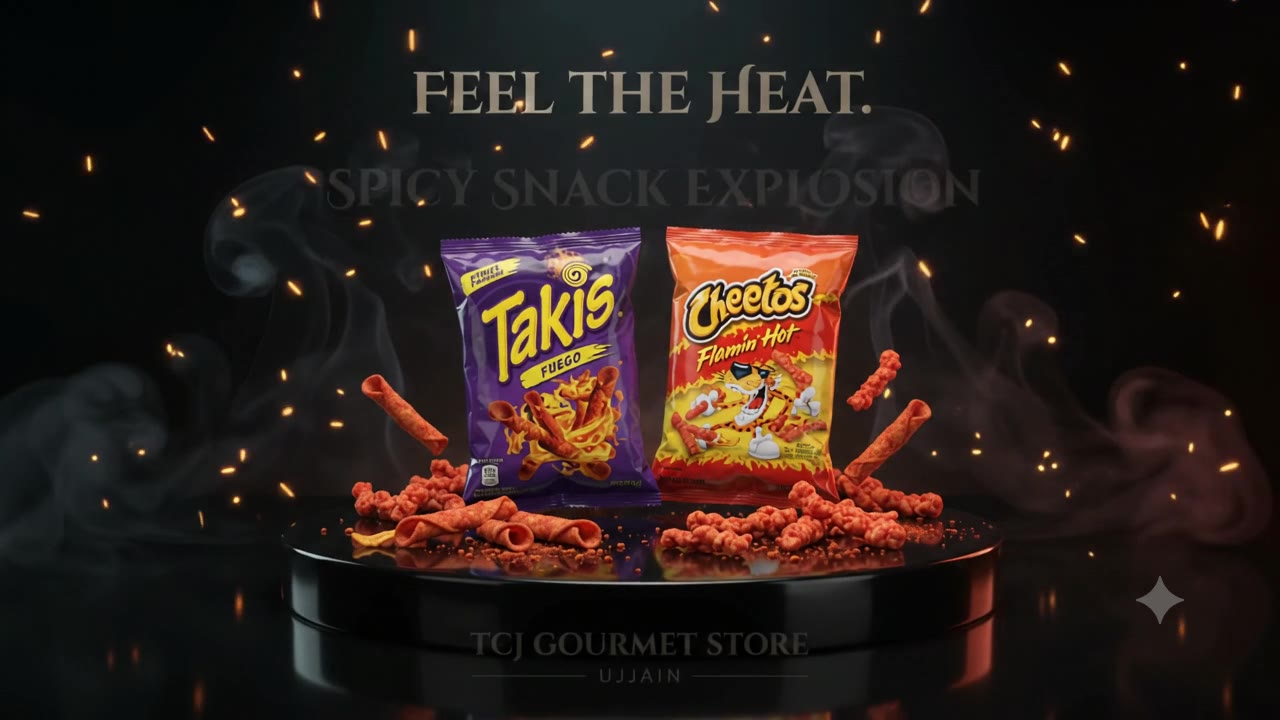 FEEL THE HEAT.
SPICY SNACK EXPLOSION
Takis
FUEGO
Cheetos
Flamin' Hot
TCJ GOURMET STORE
UJJAIN